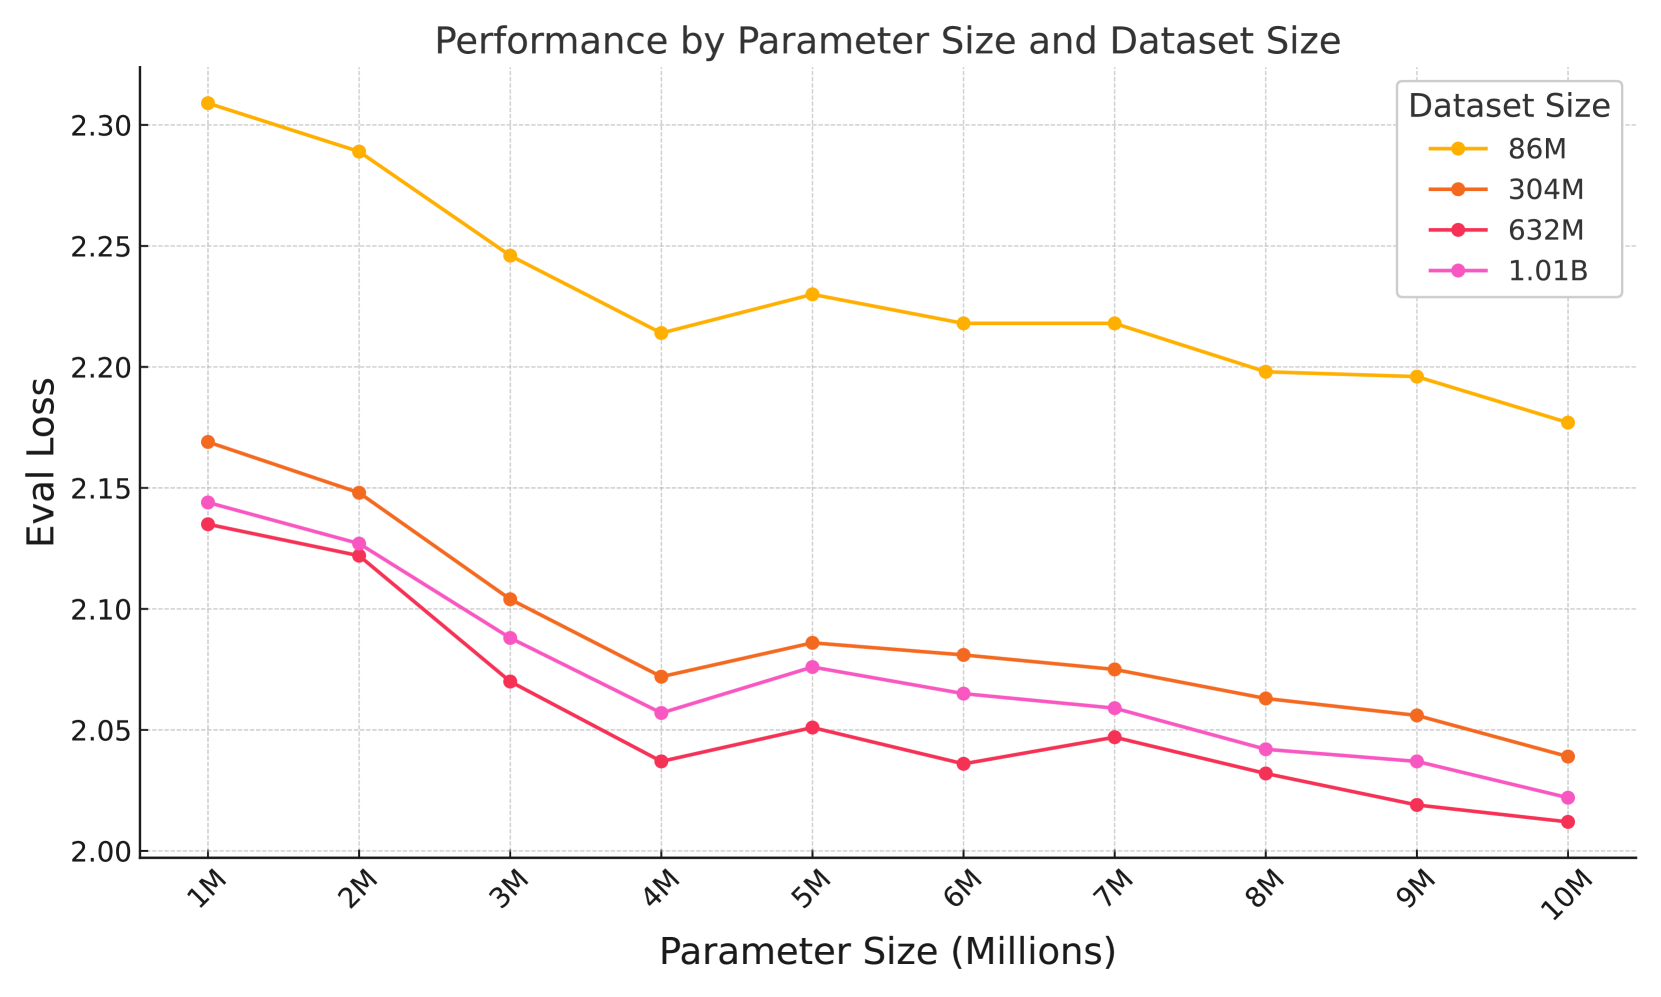 Performance by Parameter Size and Dataset Size
Dataset Size
86M
304M
632M
1.01B
Eval Loss
2.30
2.25
2.20
2.15
2.10
2.05
2.00
1M 2M 3M 4M 5M 6M 7M 8M 9M 10M
Parameter Size (Millions)